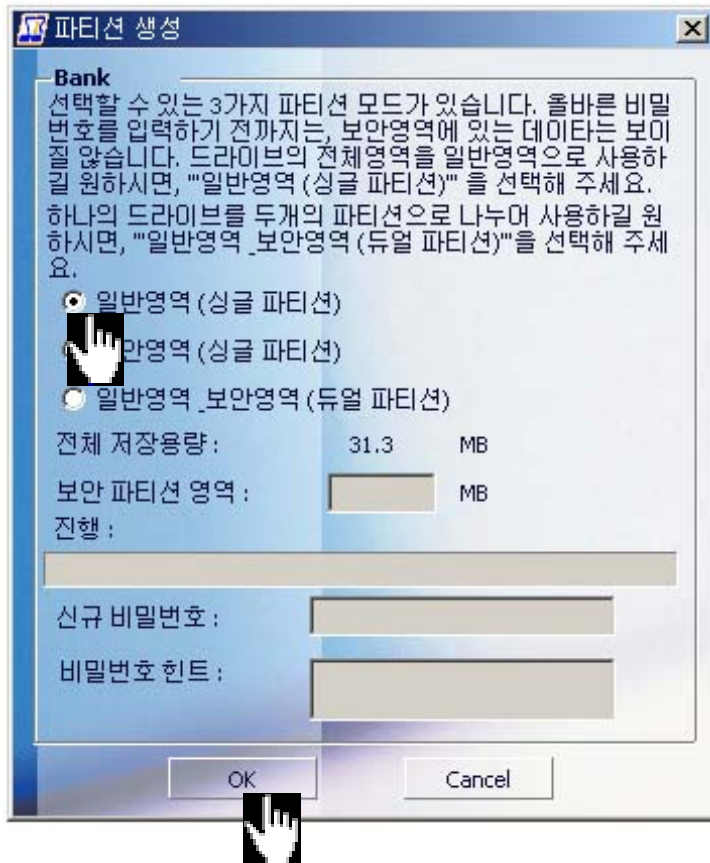 파티션 생성
Bank
선택할 수 있는 3가지 파티션 모드가 있습니다. 올바른 비밀
번호를 입력하기 전까지는, 보안영역에 있는 데이타는 보이
질 않습니다. 드라이브의 전체영역을 일반영역으로 사용하
길 원하시면, "'일반영역 (싱글 파티션)'" 을 선택해 주세요.
하나의 드라이브를 두개의 파티션으로 나누어 사용하길 원
하시면, "'일반영역 _보안영역 (듀얼 파티션)'"을 선택해 주세
요.
일반영역 (싱글 파티션)
안영역 (싱글 파티션)
일반영역 _보안영역 (듀얼 파티션)
전체 저장용량 : 31.3 MB
보안 파티션 영역 : MB
진행 :
신규 비밀번호 :
비밀번호 힌트 :
OK Cancel